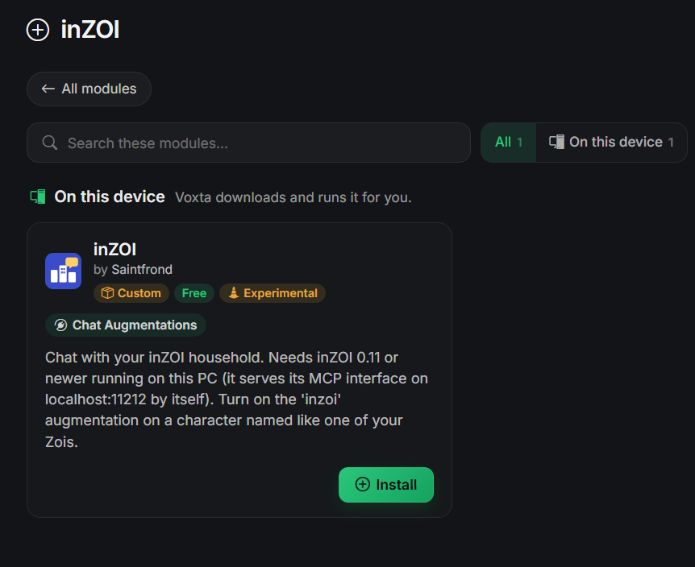 inZOI
← All modules
Search these modules...
All 1
On this device 1
On this device Voxta downloads and runs it for you.
inZOI
by Saintfrond
Custom Free Experimental
Chat Augmentations
Chat with your inZOI household. Needs inZOI 0.11 or
newer running on this PC (it serves its MCP interface on
localhost:11212 by itself). Turn on the 'inzoi'
augmentation on a character named like one of your
Zois.
Install